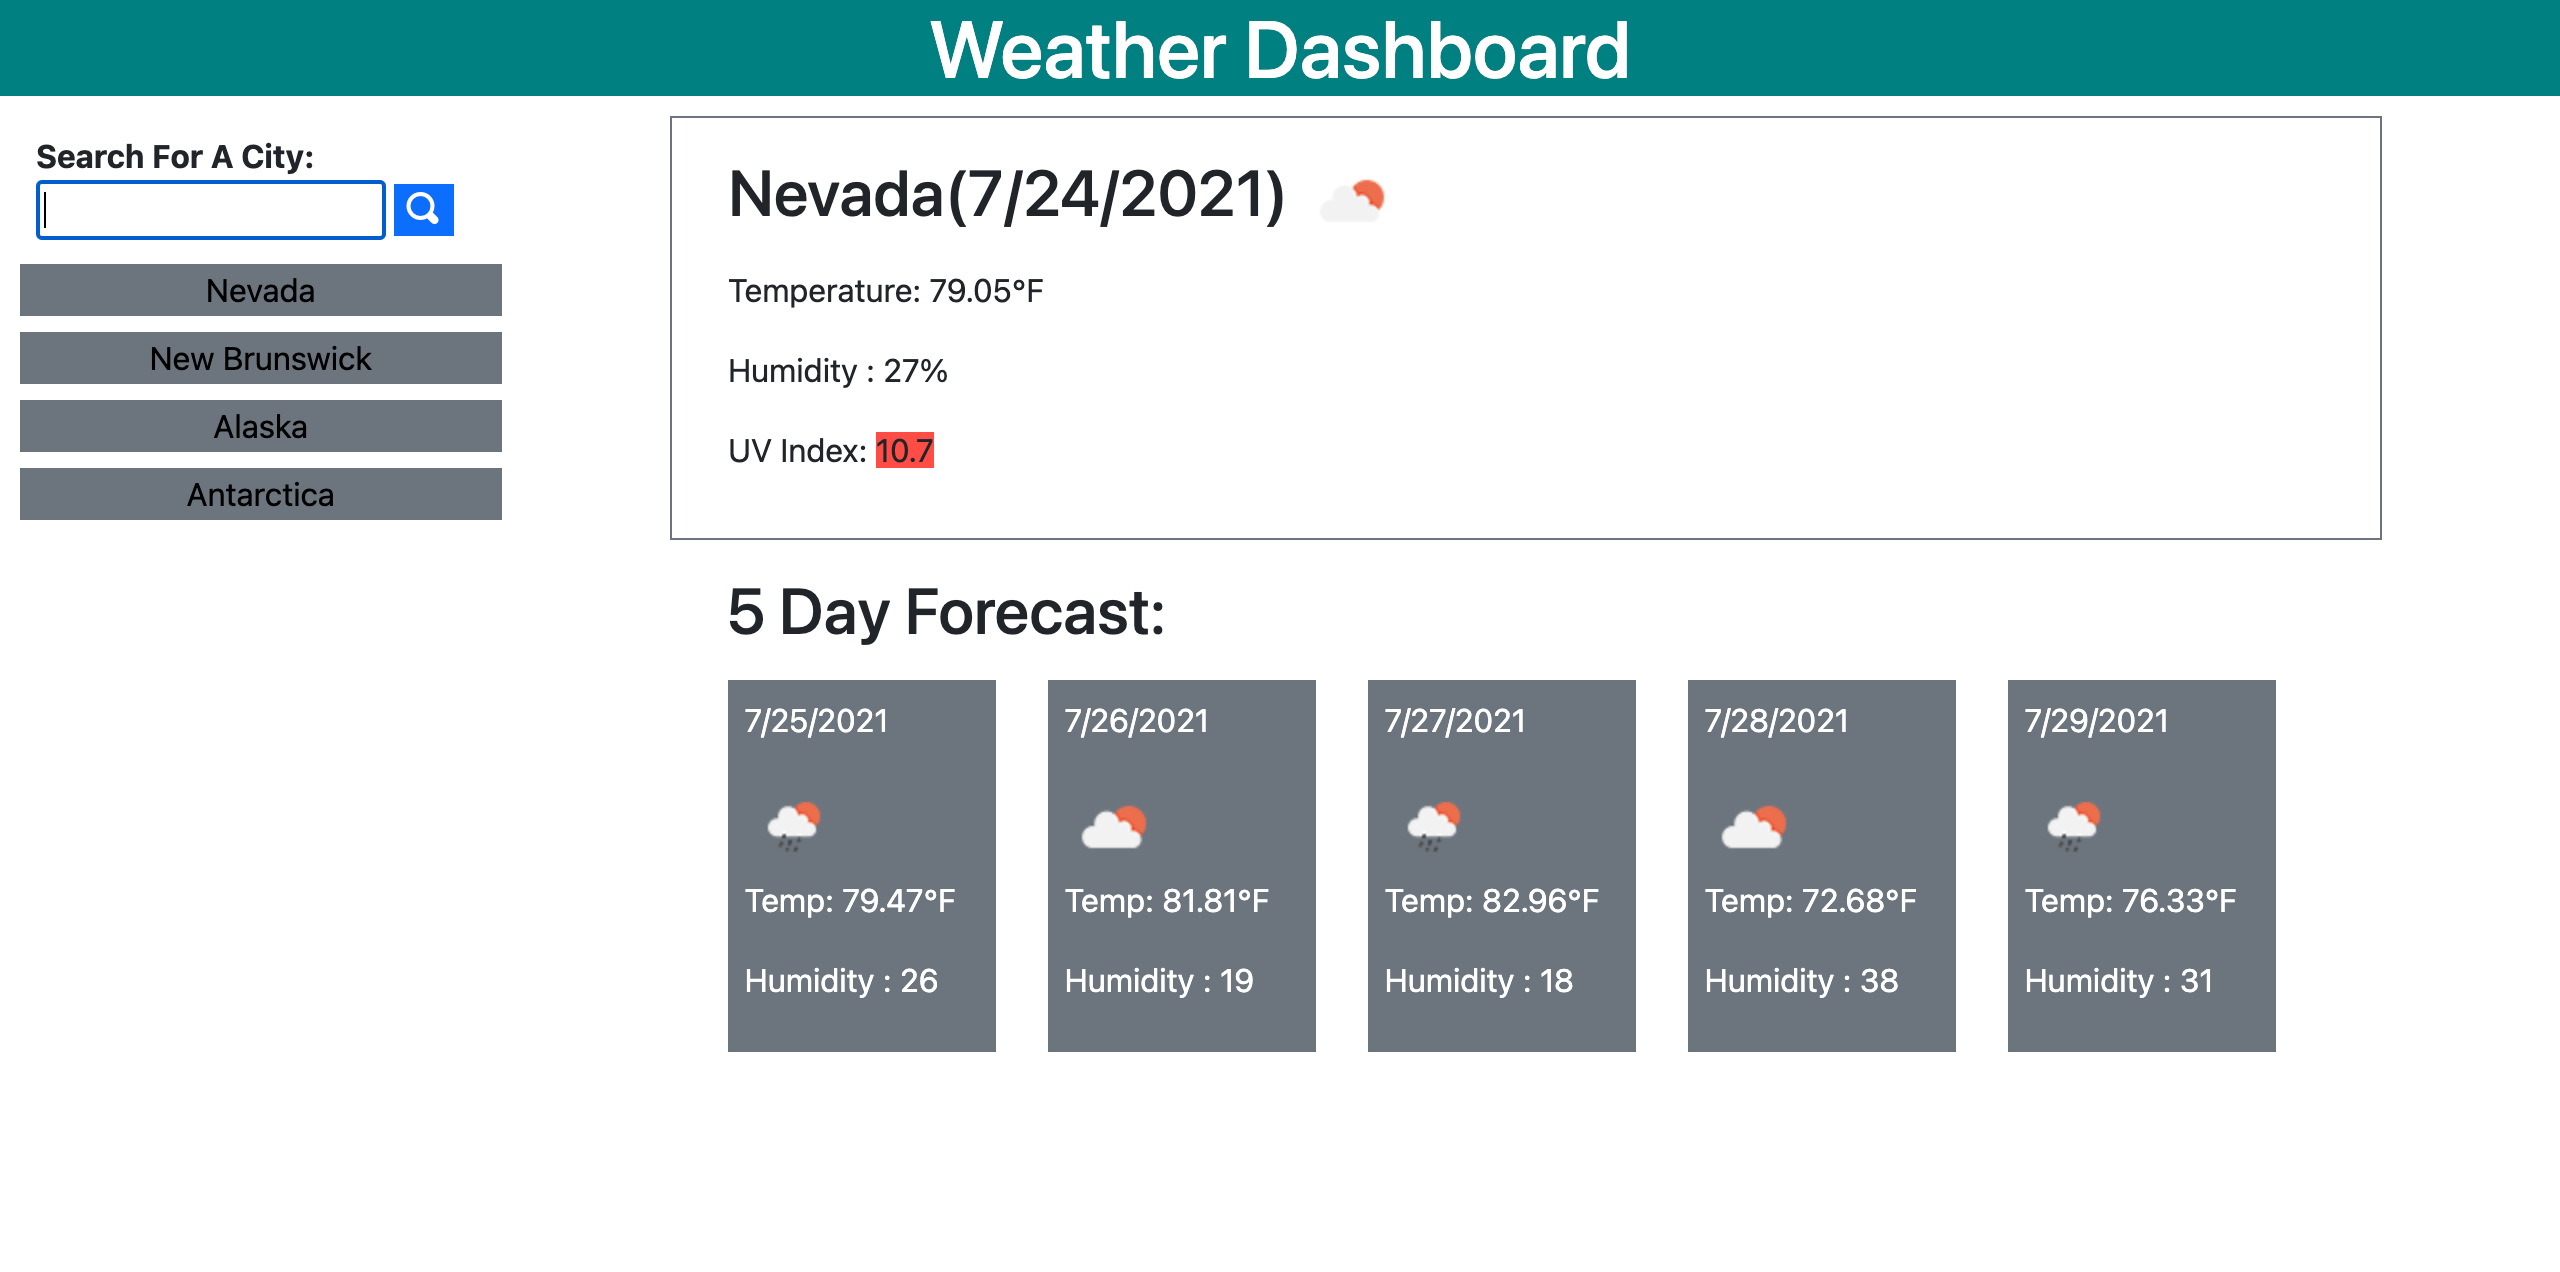 Weather Dashboard
Search For A City:
Nevada
New Brunswick
Alaska
Antarctica
Nevada(7/24/2021)
Temperature: 79.05°F
Humidity : 27%
UV Index: 10.7
5 Day Forecast:
7/25/2021
Temp: 79.47°F
Humidity : 26
7/26/2021
Temp: 81.81°F
Humidity : 19
7/27/2021
Temp: 82.96°F
Humidity : 18
7/28/2021
Temp: 72.68°F
Humidity : 38
7/29/2021
Temp: 76.33°F
Humidity : 31